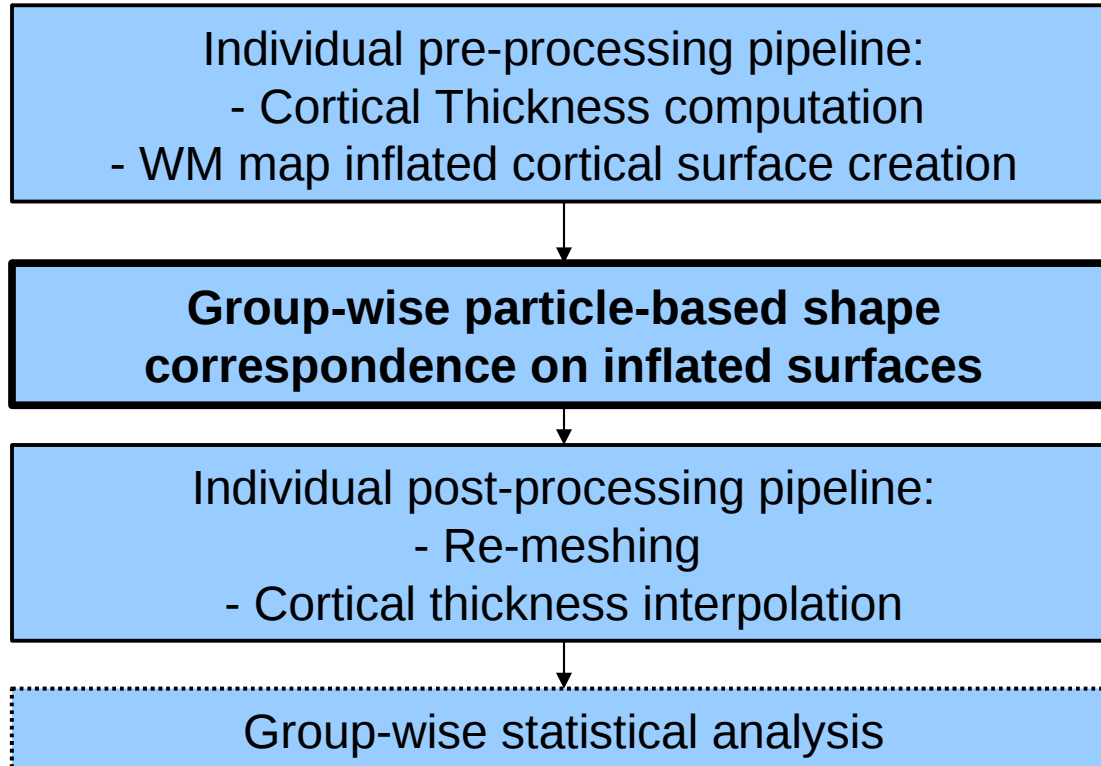 Individual pre-processing pipeline:
- Cortical Thickness computation
- WM map inflated cortical surface creation
Group-wise particle-based shape
correspondence on inflated surfaces
Individual post-processing pipeline:
- Re-meshing
- Cortical thickness interpolation
Group-wise statistical analysis